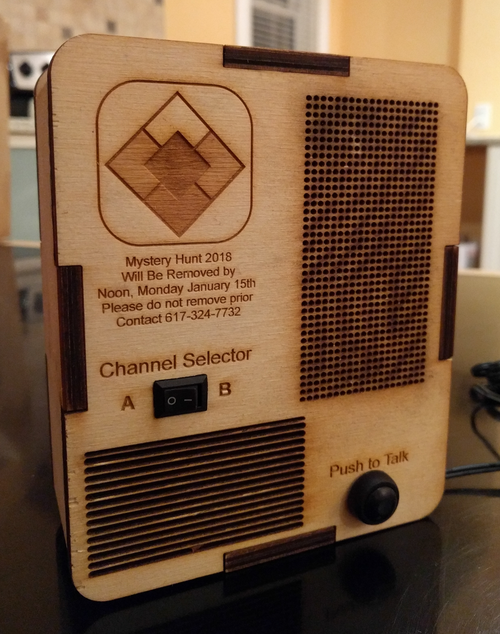 Mystery Hunt 2018
Will Be Removed by
Noon, Monday January 15th
Please do not remove prior
Contact 617-324-7732
Channel Selector
A B
Push to Talk